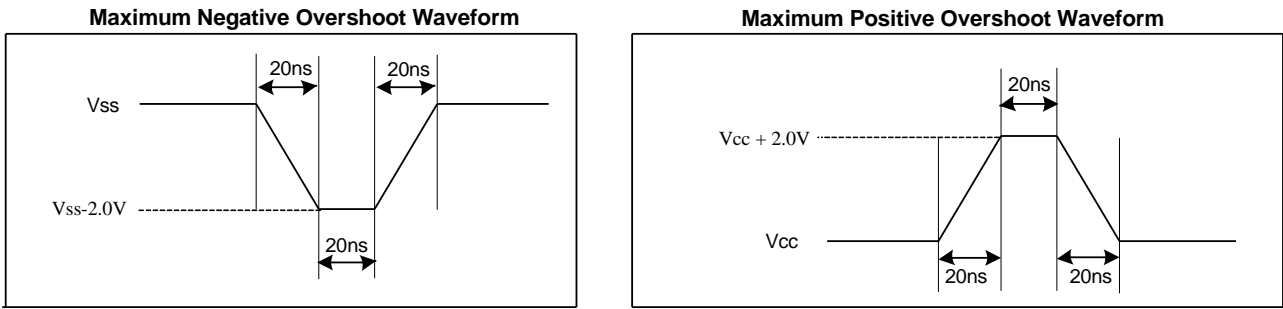 Maximum Negative Overshoot Waveform
20ns
20ns
Vss
Vss-2.0V
20ns
Maximum Positive Overshoot Waveform
20ns
Vcc + 2.0V
Vcc
20ns
20ns